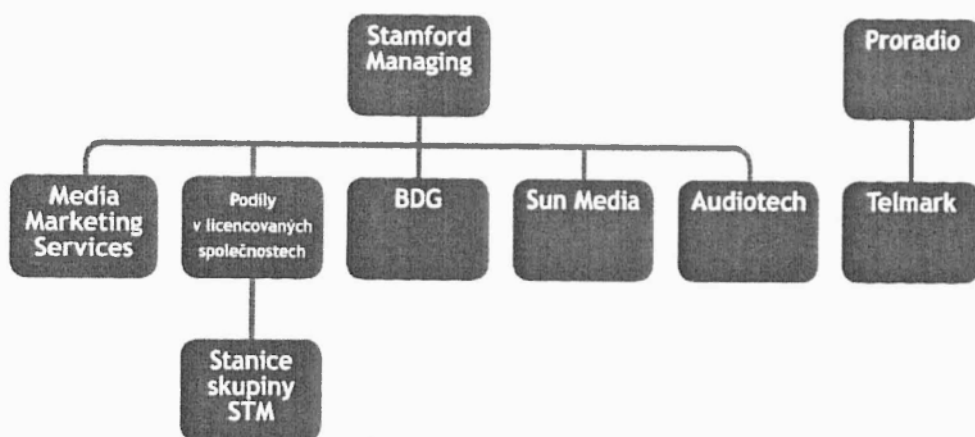 Stamford
Managing
Proradio
Media
Marketing
Services
Podíly
v licencovaných
společnostech
BDG
Sun Media
Audiotech
Telmark
Stanice
skupiny
STM